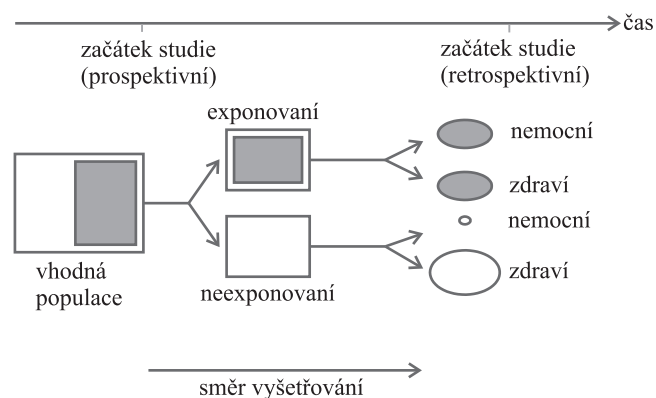 čas
začátek studie
(prospektivní)
začátek studie
(retrospektivní)
exponovaní
nemocní
zdraví
nemocní
vhodná
populace
neexponovaní
zdraví
směr vyšetřování